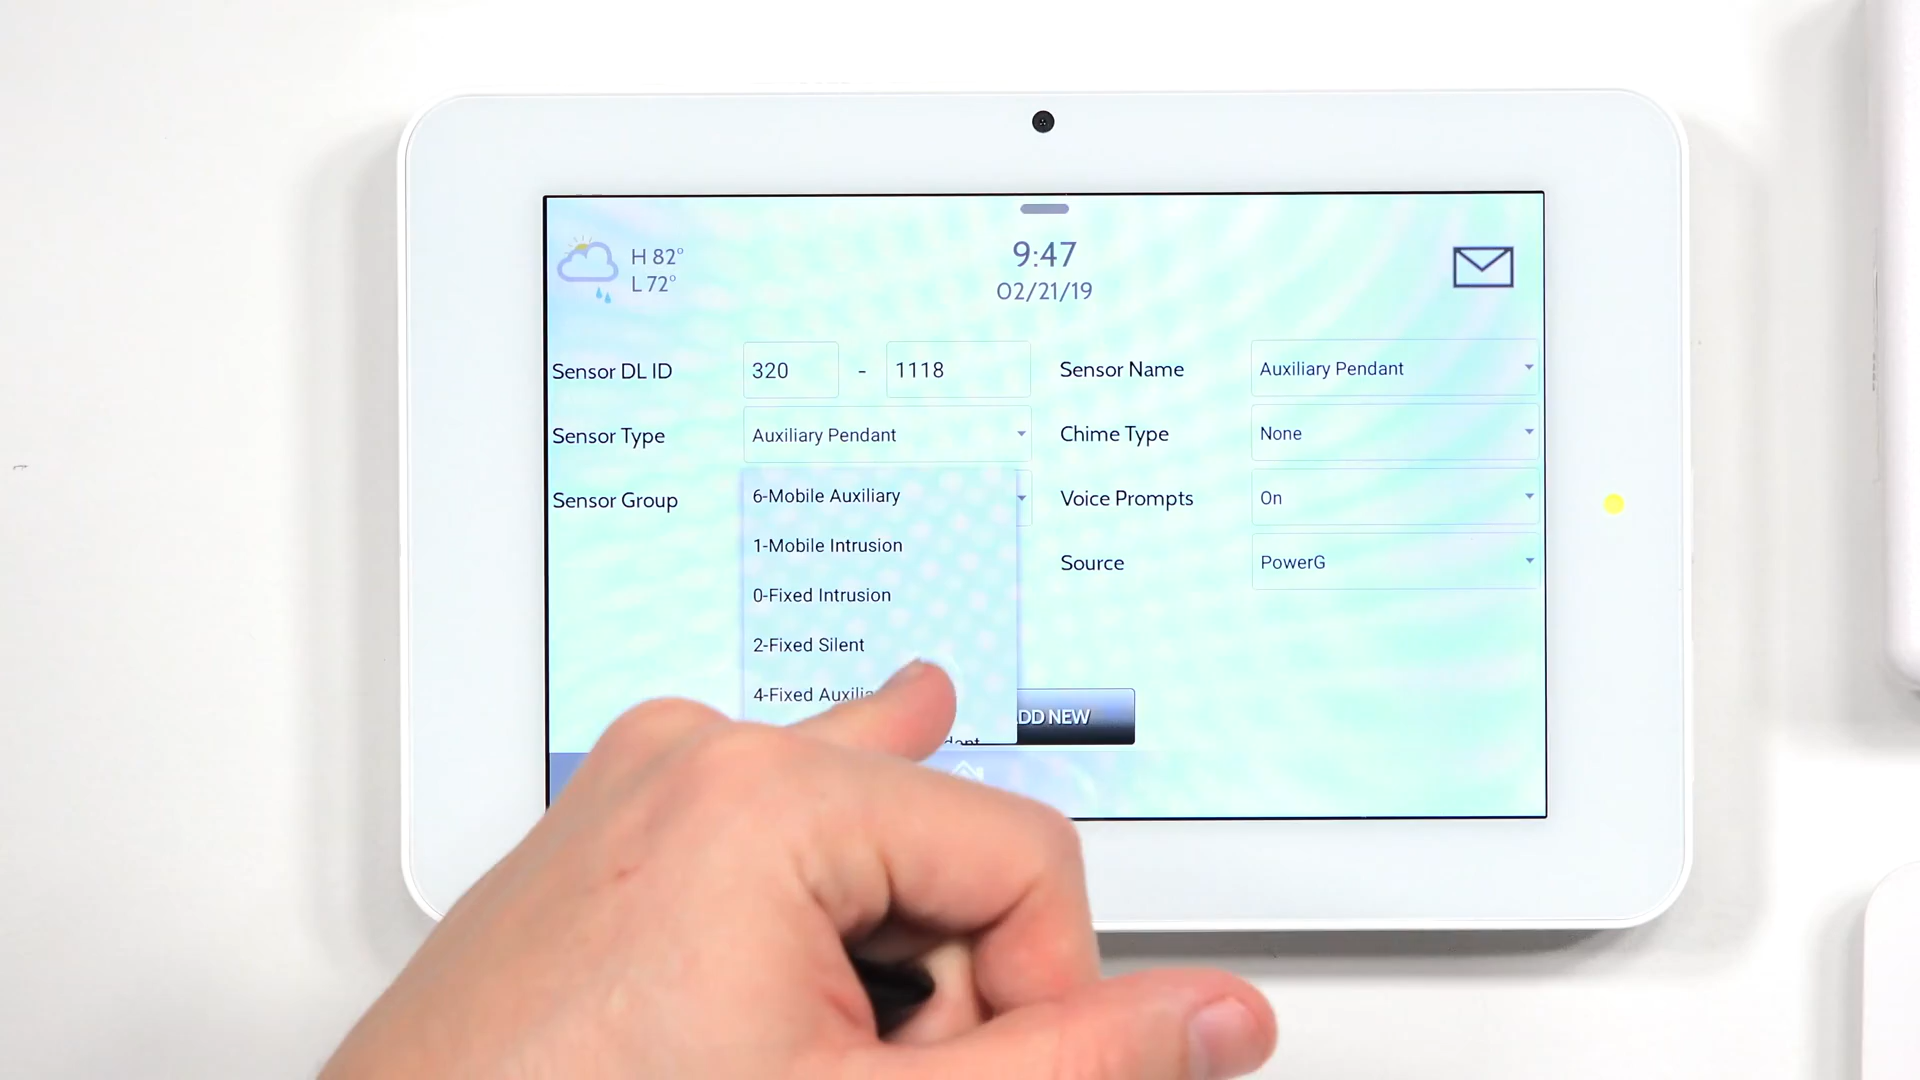 H 82°
L 72°
9:47
02/21/19
Sensor DL ID
320 - 1118
Sensor Name
Auxiliary Pendant
Sensor Type
Auxiliary Pendant
Chime Type
None
Sensor Group
6-Mobile Auxiliary
1-Mobile Intrusion
0-Fixed Intrusion
2-Fixed Silent
4-Fixed
Voice Prompts
On
Source
PowerG
NEW